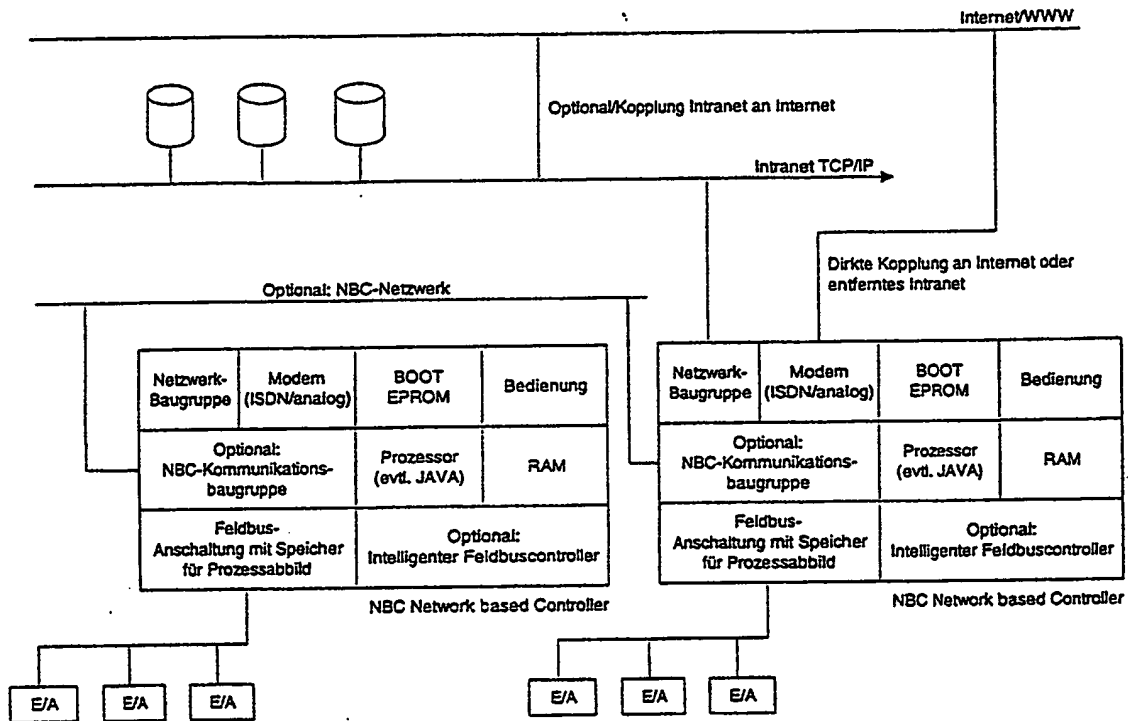 Internet/WWW
Optional/Kopplung Intranet an Internet
Intranet TCP/IP
Dirkte Kopplung an Internet oder
entferntes Intranet
Optional: NBC-Netzwerk
Netzwerk-
Baugruppe
Modem
(ISDN/analog)
BOOT
EPROM
Bedienung
Optional:
NBC-Kommunikations-
baugruppe
Prozessor
(evtl. JAVA)
RAM
Feldbus-
Anschaltung mit Speicher
für Prozessabbild
Optional:
Intelligenter Feldbuscontroller
NBC Network based Controller
E/A
E/A
E/A
Netzwerk-
Baugruppe
Modem
(ISDN/analog)
BOOT
EPROM
Bedienung
Optional:
NBC-Kommunikations-
baugruppe
Prozessor
(evtl. JAVA)
RAM
Feldbus-
Anschaltung mit Speicher
für Prozessabbild
Optional:
Intelligenter Feldbuscontroller
NBC Network based Controller
E/A
E/A
E/A